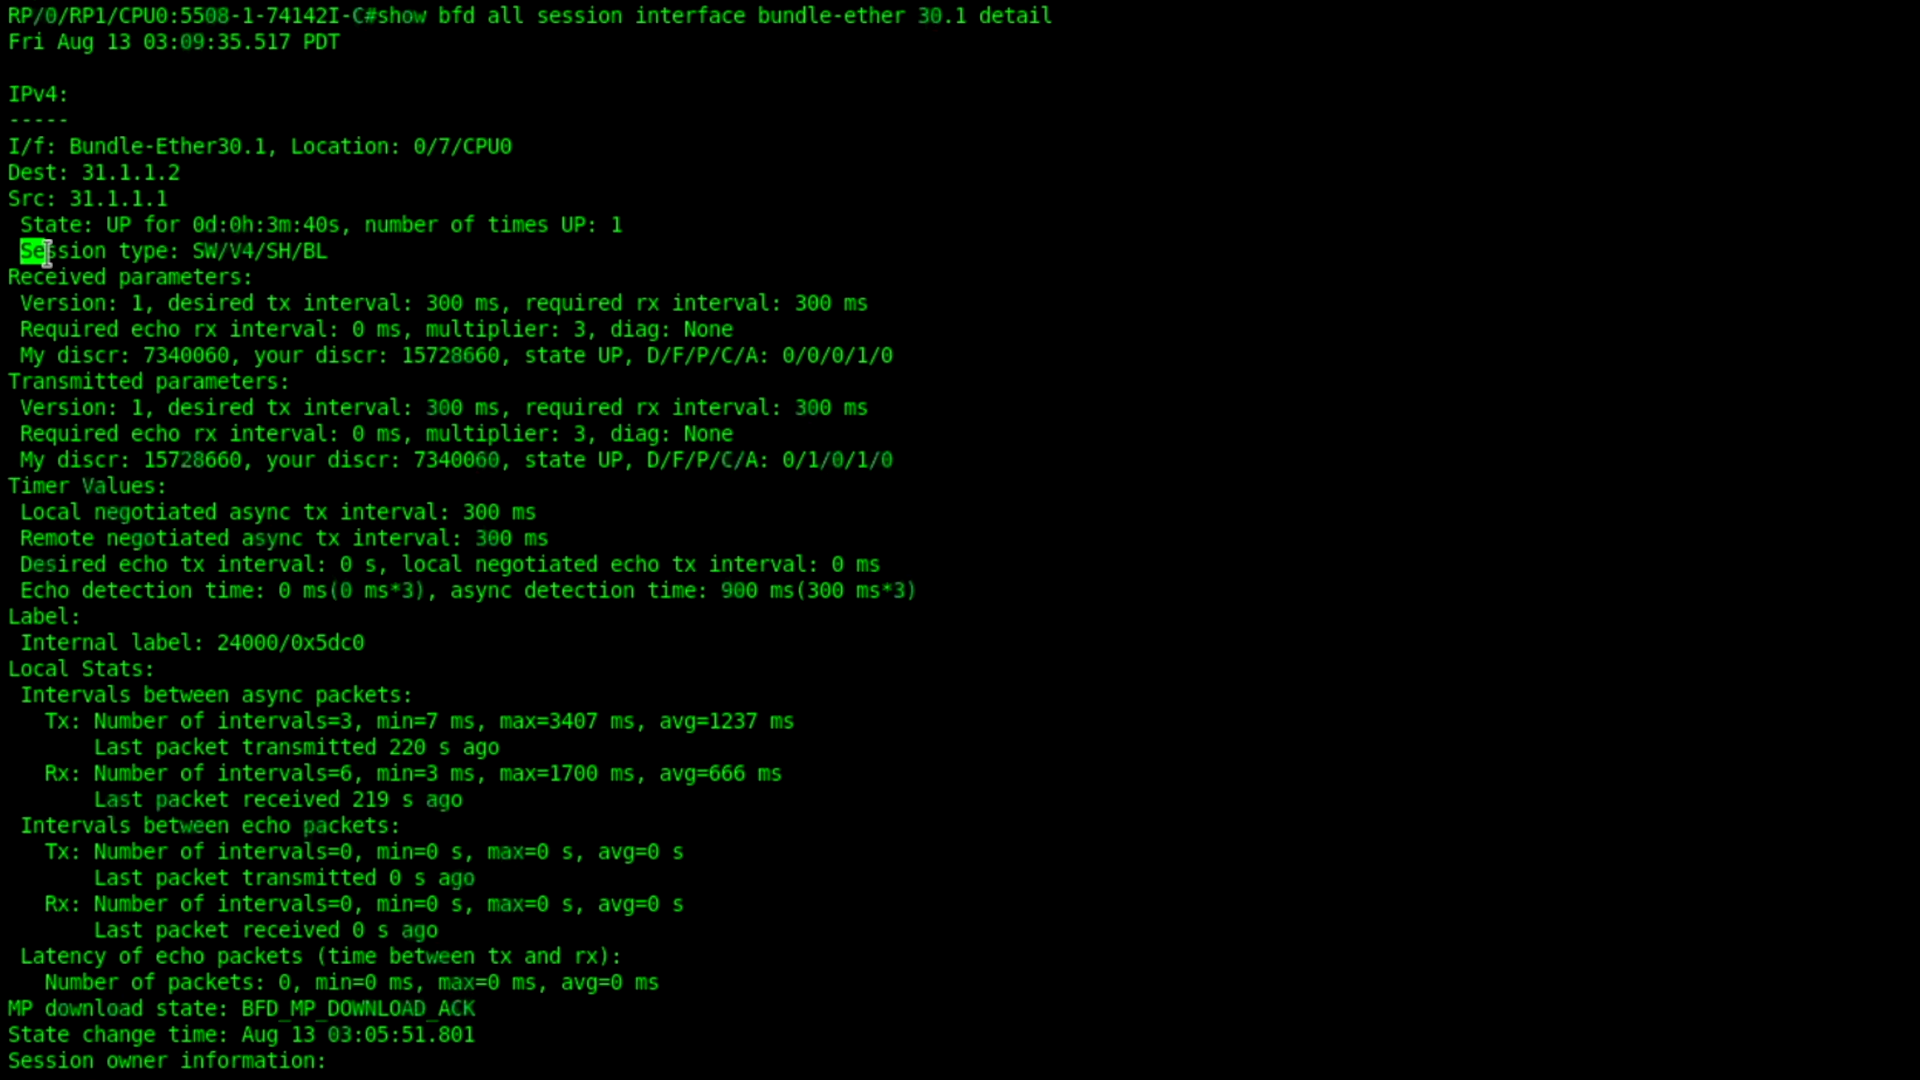 RP/0/RP1/CPU0:5508-1-74142I-C#show bfd all session interface bundle-ether 30.1 detail
Fri Aug 13 03:09:35.517 PDT

IPv4:
-----
I/f: Bundle-Ether30.1, Location: 0/7/CPU0
Dest: 31.1.1.2
Src: 31.1.1.1
 State: UP for 0d:0h:3m:40s, number of times UP: 1
 Session type: SW/V4/SH/BL
Received parameters:
 Version: 1, desired tx interval: 300 ms, required rx interval: 300 ms
 Required echo rx interval: 0 ms, multiplier: 3, diag: None
 My discr: 7340060, your discr: 15728660, state UP, D/F/P/C/A: 0/0/0/1/0
Transmitted parameters:
 Version: 1, desired tx interval: 300 ms, required rx interval: 300 ms
 Required echo rx interval: 0 ms, multiplier: 3, diag: None
 My discr: 15728660, your discr: 7340060, state UP, D/F/P/C/A: 0/1/0/1/0
Timer Values:
 Local negotiated async tx interval: 300 ms
 Remote negotiated async tx interval: 300 ms
 Desired echo tx interval: 0 s, local negotiated echo tx interval: 0 ms
 Echo detection time: 0 ms(0 ms*3), async detection time: 900 ms(300 ms*3)
Label:
 Internal label: 24000/0x5dc0
Local Stats:
 Intervals between async packets:
   Tx: Number of intervals=3, min=7 ms, max=3407 ms, avg=1237 ms
       Last packet transmitted 220 s ago
   Rx: Number of intervals=6, min=3 ms, max=1700 ms, avg=666 ms
       Last packet received 219 s ago
 Intervals between echo packets:
   Tx: Number of intervals=0, min=0 s, max=0 s, avg=0 s
       Last packet transmitted 0 s ago
   Rx: Number of intervals=0, min=0 s, max=0 s, avg=0 s
       Last packet received 0 s ago
 Latency of echo packets (time between tx and rx):
   Number of packets: 0, min=0 ms, max=0 ms, avg=0 ms
MP download state: BFD_MP_DOWNLOAD_ACK
State change time: Aug 13 03:05:51.801
Session owner information: